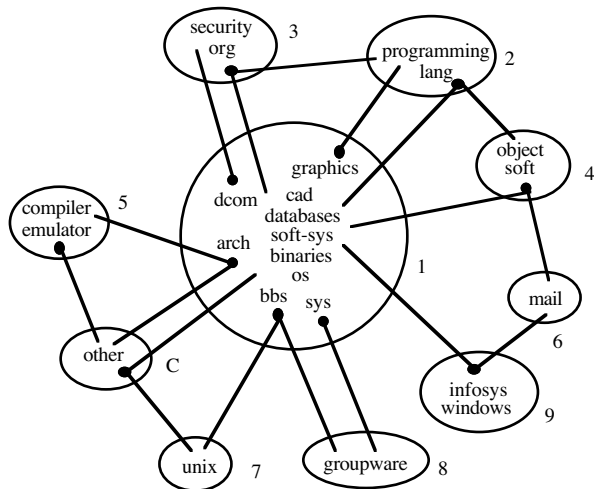 security
org
3
programming
lang
2
graphics
object
soft
4
dcom
cad
databases
soft-sys
binaries
os
compiler
emulator
5
arch
1
bbs
sys
mail
6
other
C
infosys
windows
9
unix
7
groupware
8